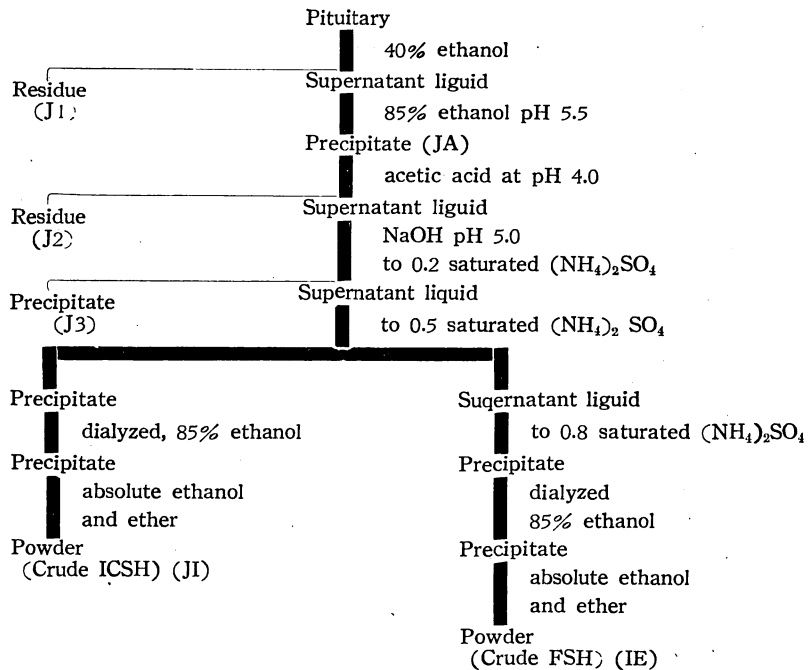 Pituitary
40% ethanol
Supernatant liguid
Residue
(J1)
85% ethanol pH 5.5
Precipitate (JA)
acetic acid at pH 4.0
Supernatant liguid
Residue
(J2)
NaOH pH 5.0
to 0.2 saturated (NH₄)₂SO₄
Supernatant liquid
Precipitate
(J3)
to 0.5 saturated (NH₄)₂ SO₄
Precipitate
dialyzed, 85% ethanol
Precipitate
absolute ethanol
and ether
Powder
(Crude ICSH) (JI)
Suqernatant liguid
to 0.8 saturated (NH₄)₂SO₄
Precipitate
dialyzed
85% ethanol
Precipitate
absolute ethanol
and ether
Powder
(Crude FSH) (IE)